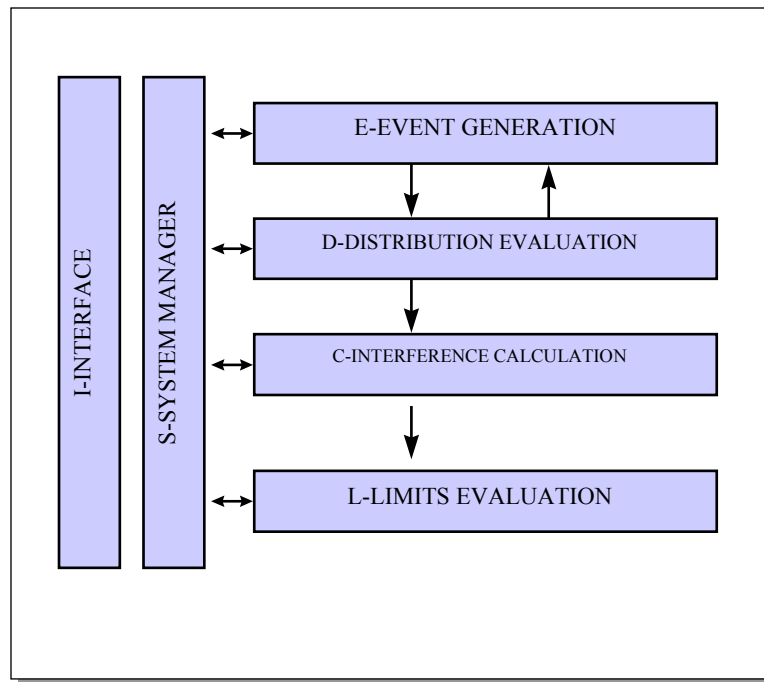 I-INTERFACE
S-SYSTEM MANAGER
E-EVENT GENERATION
D-DISTRIBUTION EVALUATION
C-INTERFERENCE CALCULATION
L-LIMITS EVALUATION